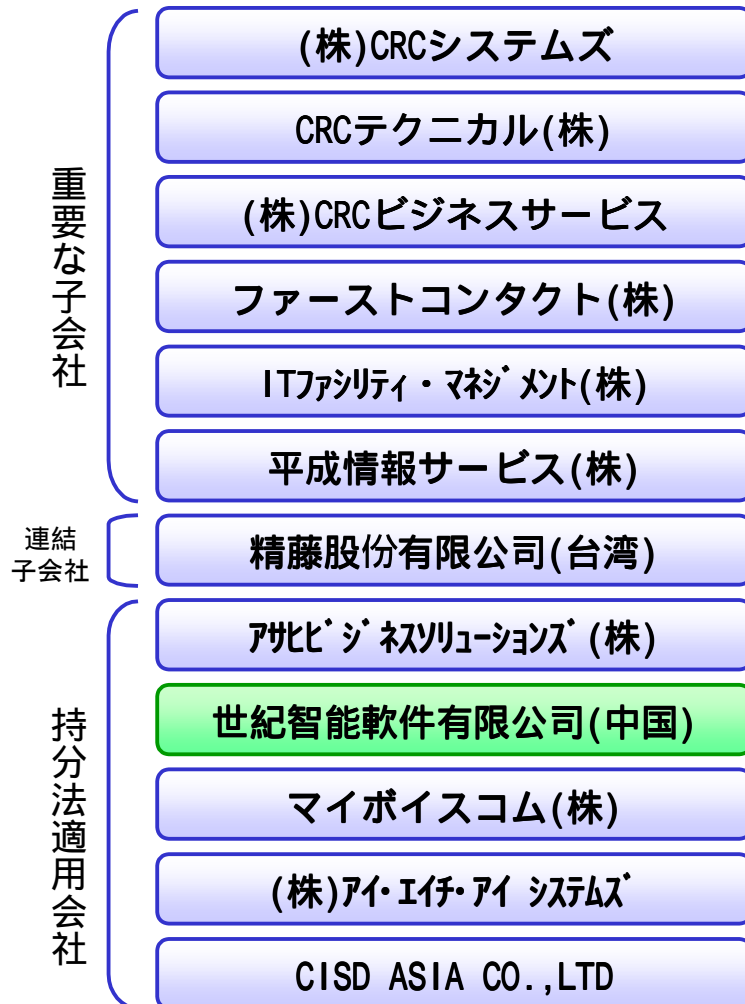 重要な子会社
(株)CRCシステムズ
CRCテクニカル(株)
(株)CRCビジネスサービス
ファーストコンタクト(株)
ITファシリティ・マネジメント(株)
平成情報サービス(株)
連結
子会社
精藤股份有限公司(台湾)
持分法適用会社
アサヒビジネスソリューションズ(株)
世紀智能軟件有限公司(中国)
マイボイスコム(株)
(株)アイ・エイチ・アイ システムズ
CISD ASIA CO.,LTD